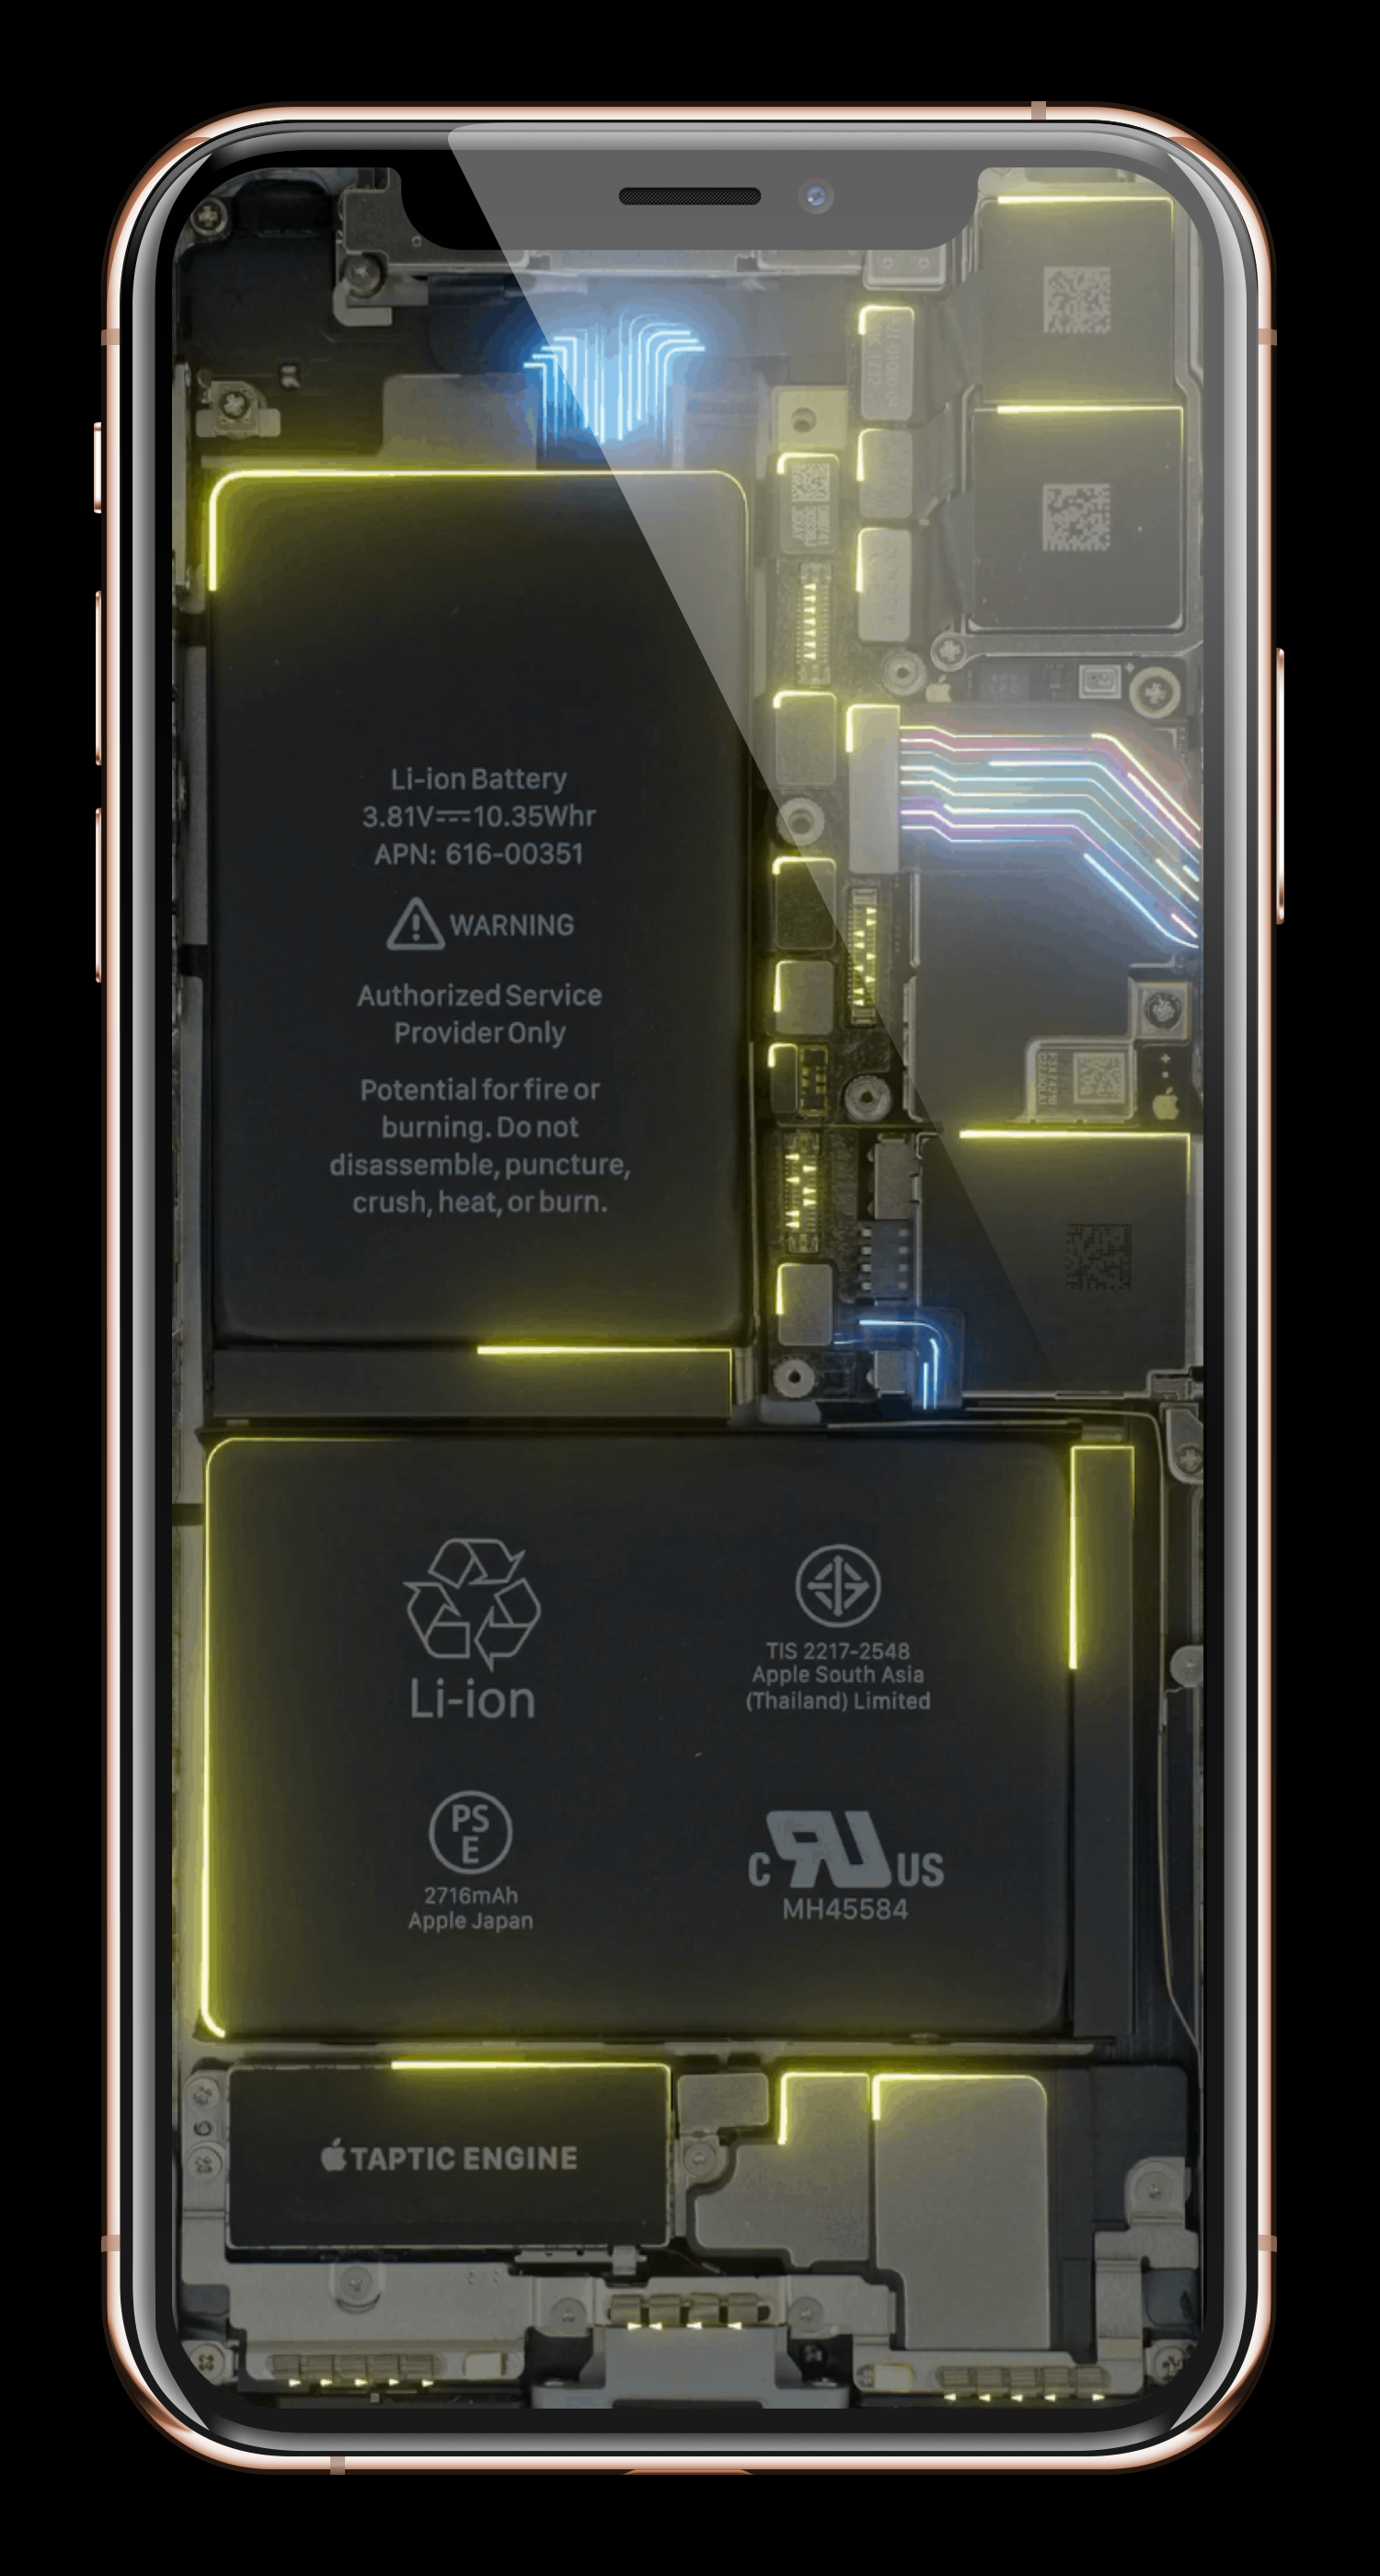 Li-ion Battery
3.81V⎓10.35Whr
APN: 616-00351
WARNING
Authorized Service
Provider Only
Potential for fire or
burning. Do not
disassemble, puncture,
crush, heat, or burn.
Li-ion
TIS 2217-2548
Apple South Asia
(Thailand) Limited
PS
E
2716mAh
Apple Japan
c RU US
MH45584
TAPTIC ENGINE